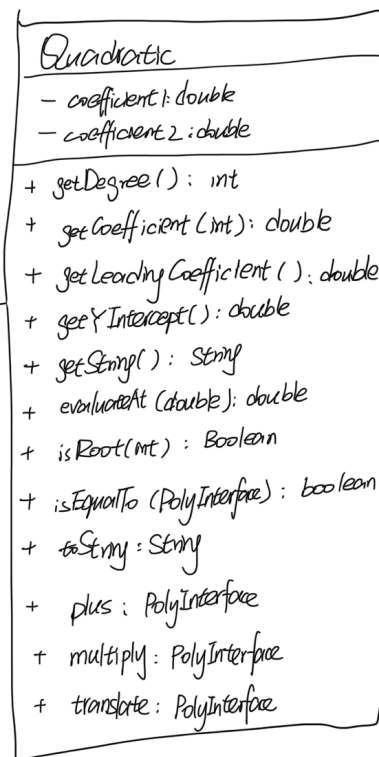 Quadratic
- coefficient1: double
- coefficient2: double
+ getDegree(): int
+ getCoefficient(int): double
+ getLeadingCoefficient(): double
+ getYIntercept(): double
+ getString(): String
+ evaluateAt(double): double
+ isRoot(int): Boolean
+ isEqualTo(PolyInterface): boolean
+ toString: String
+ plus: PolyInterface
+ multiply: PolyInterface
+ translate: PolyInterface